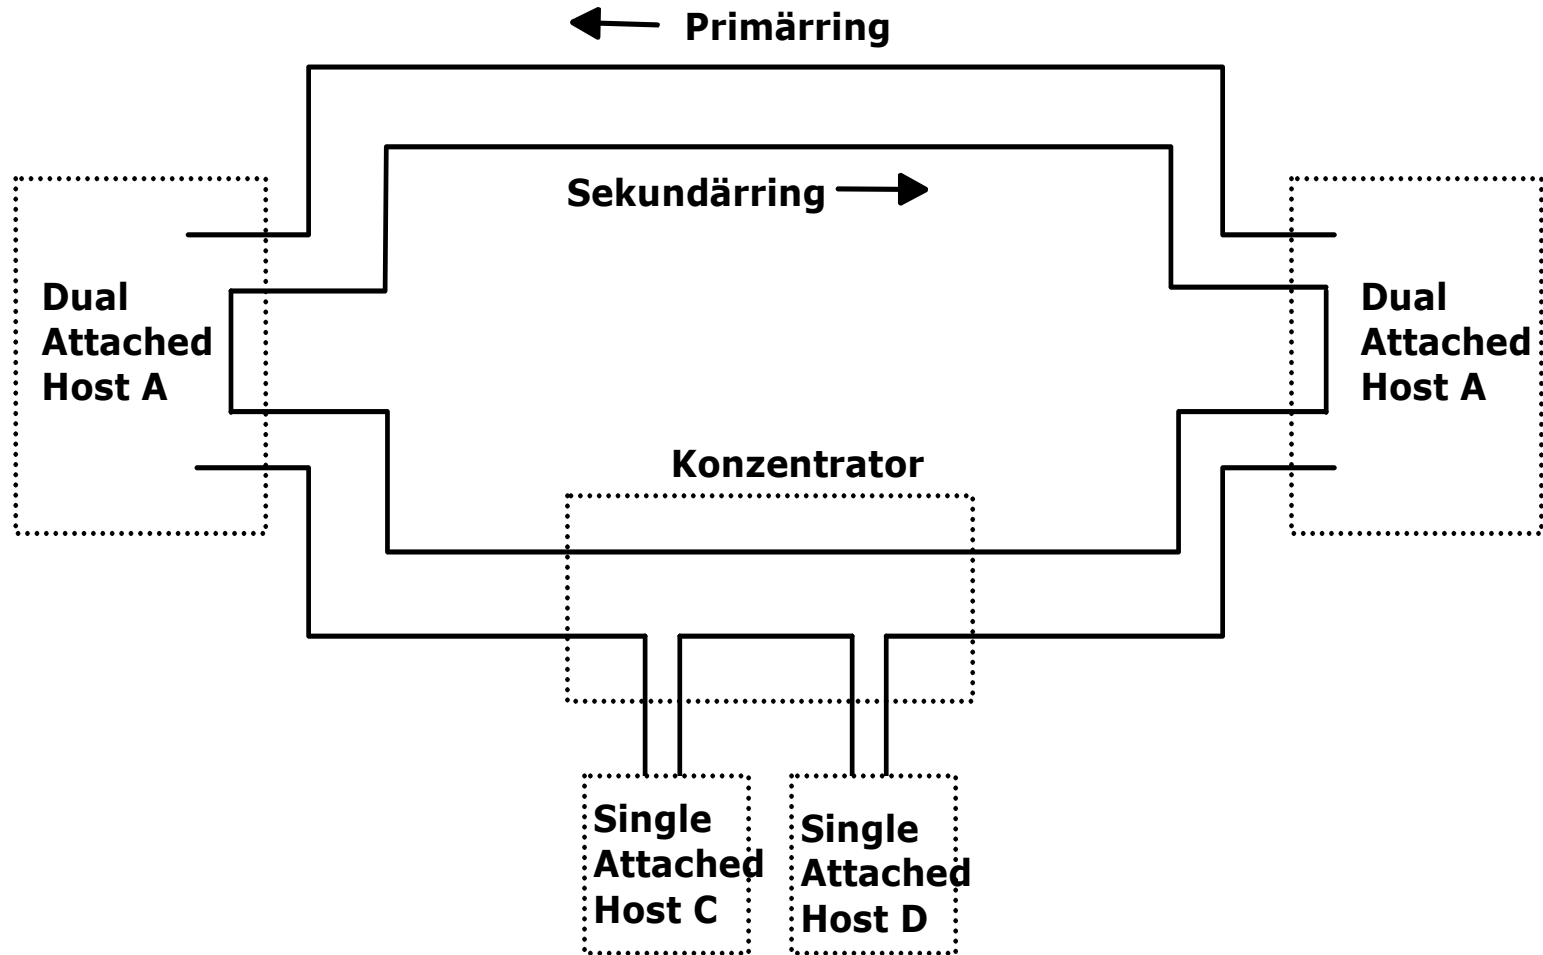 Primärring
Sekundärring
Dual
Attached
Host A
Dual
Attached
Host A
Konzentrator
Single
Attached
Host C
Single
Attached
Host D